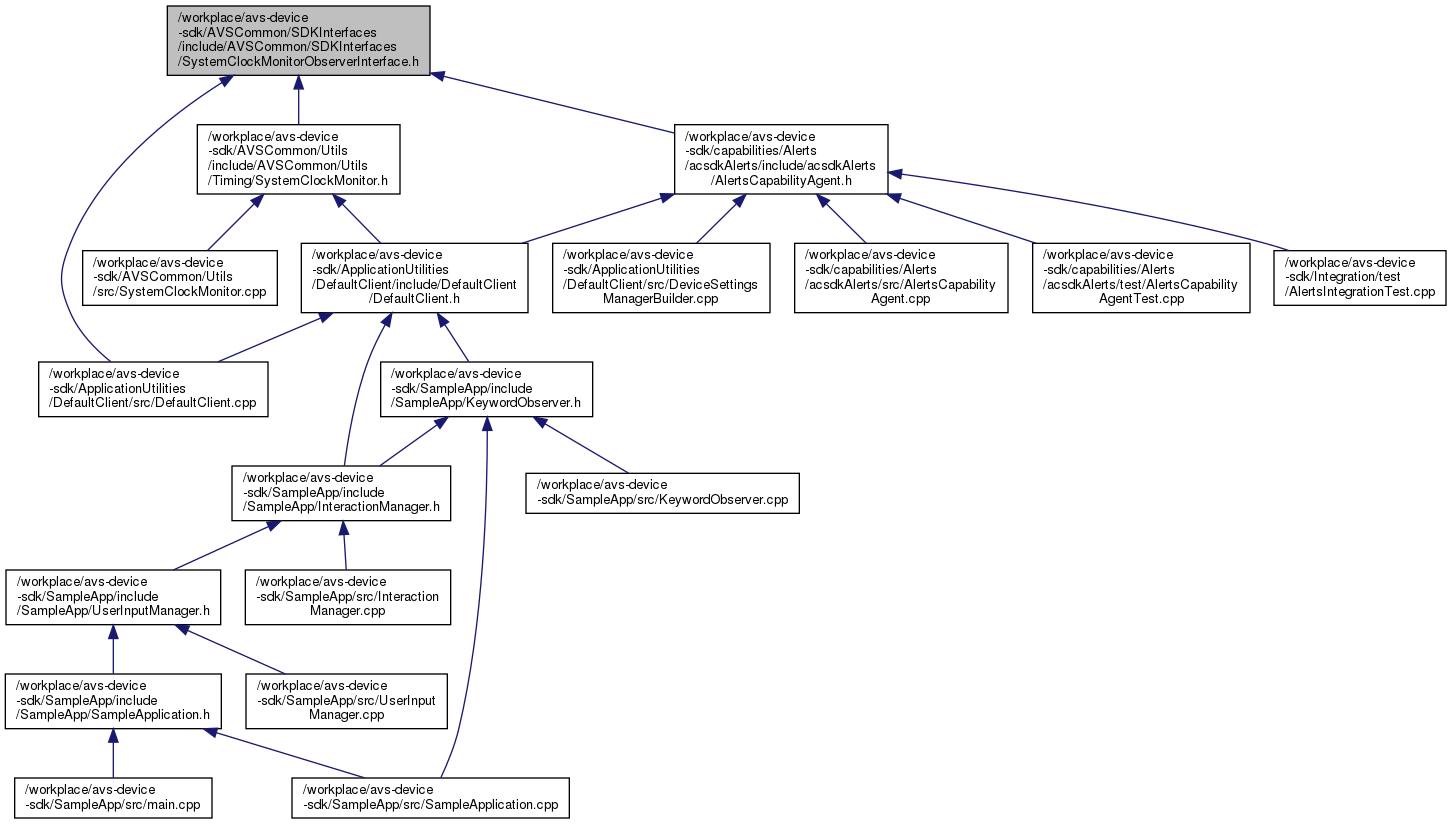 /workplace/avs-device
-sdk/AVSCommon/SDKInterfaces
/include/AVSCommon/SDKInterfaces
/SystemClockMonitorObserverInterface.h
/workplace/avs-device
-sdk/AVSCommon/Utils
/include/AVSCommon/Utils
/Timing/SystemClockMonitor.h
/workplace/avs-device
-sdk/capabilities/Alerts
/acsdkAlerts/include/acsdkAlerts
/AlertsCapabilityAgent.h
/workplace/avs-device
-sdk/AVSCommon/Utils
/src/SystemClockMonitor.cpp
/workplace/avs-device
-sdk/ApplicationUtilities
/DefaultClient/include/DefaultClient
/DefaultClient.h
/workplace/avs-device
-sdk/ApplicationUtilities
/DefaultClient/src/DeviceSettings
ManagerBuilder.cpp
/workplace/avs-device
-sdk/capabilities/Alerts
/acsdkAlerts/src/AlertsCapability
Agent.cpp
/workplace/avs-device
-sdk/capabilities/Alerts
/acsdkAlerts/test/AlertsCapability
AgentTest.cpp
/workplace/avs-device
-sdk/Integration/test
/AlertsIntegrationTest.cpp
/workplace/avs-device
-sdk/ApplicationUtilities
/DefaultClient/src/DefaultClient.cpp
/workplace/avs-device
-sdk/SampleApp/include
/SampleApp/KeywordObserver.h
/workplace/avs-device
-sdk/SampleApp/include
/SampleApp/InteractionManager.h
/workplace/avs-device
-sdk/SampleApp/src/KeywordObserver.cpp
/workplace/avs-device
-sdk/SampleApp/include
/SampleApp/UserInputManager.h
/workplace/avs-device
-sdk/SampleApp/src/Interaction
Manager.cpp
/workplace/avs-device
-sdk/SampleApp/include
/SampleApp/SampleApplication.h
/workplace/avs-device
-sdk/SampleApp/src/UserInput
Manager.cpp
/workplace/avs-device
-sdk/SampleApp/src/main.cpp
/workplace/avs-device
-sdk/SampleApp/src/SampleApplication.cpp